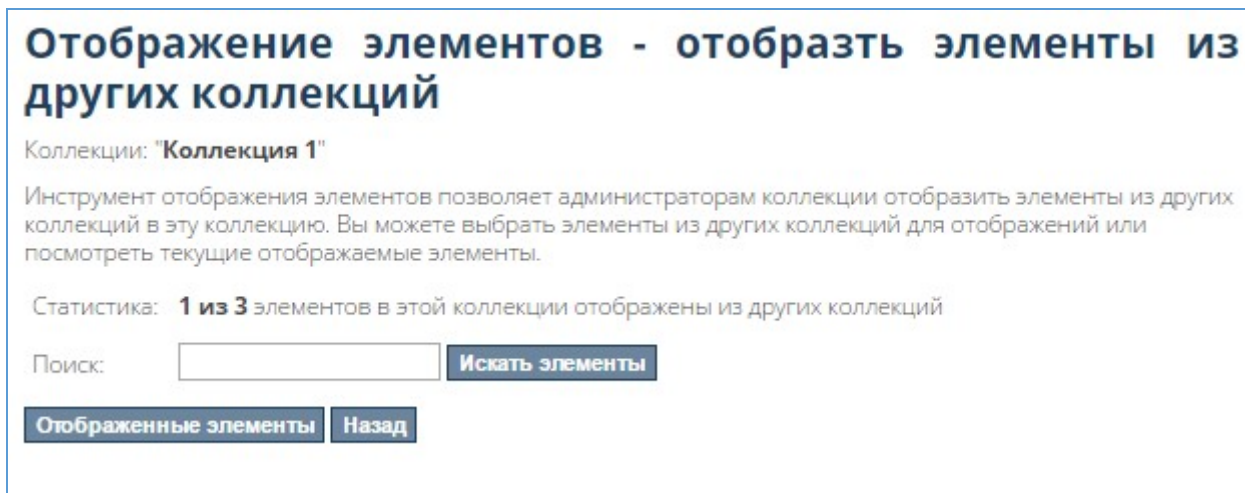 Отображение элементов - отобразть элементы из
других коллекций
Коллекции: "Коллекция 1"
Инструмент отображения элементов позволяет администраторам коллекции отобразить элементы из других
коллекций в эту коллекцию. Вы можете выбрать элементы из других коллекций для отображений или
посмотреть текущие отображаемые элементы.
Статистика: 1 из 3 элементов в этой коллекции отображены из других коллекций
Поиск: Искать элементы
Отображенные элементы Назад